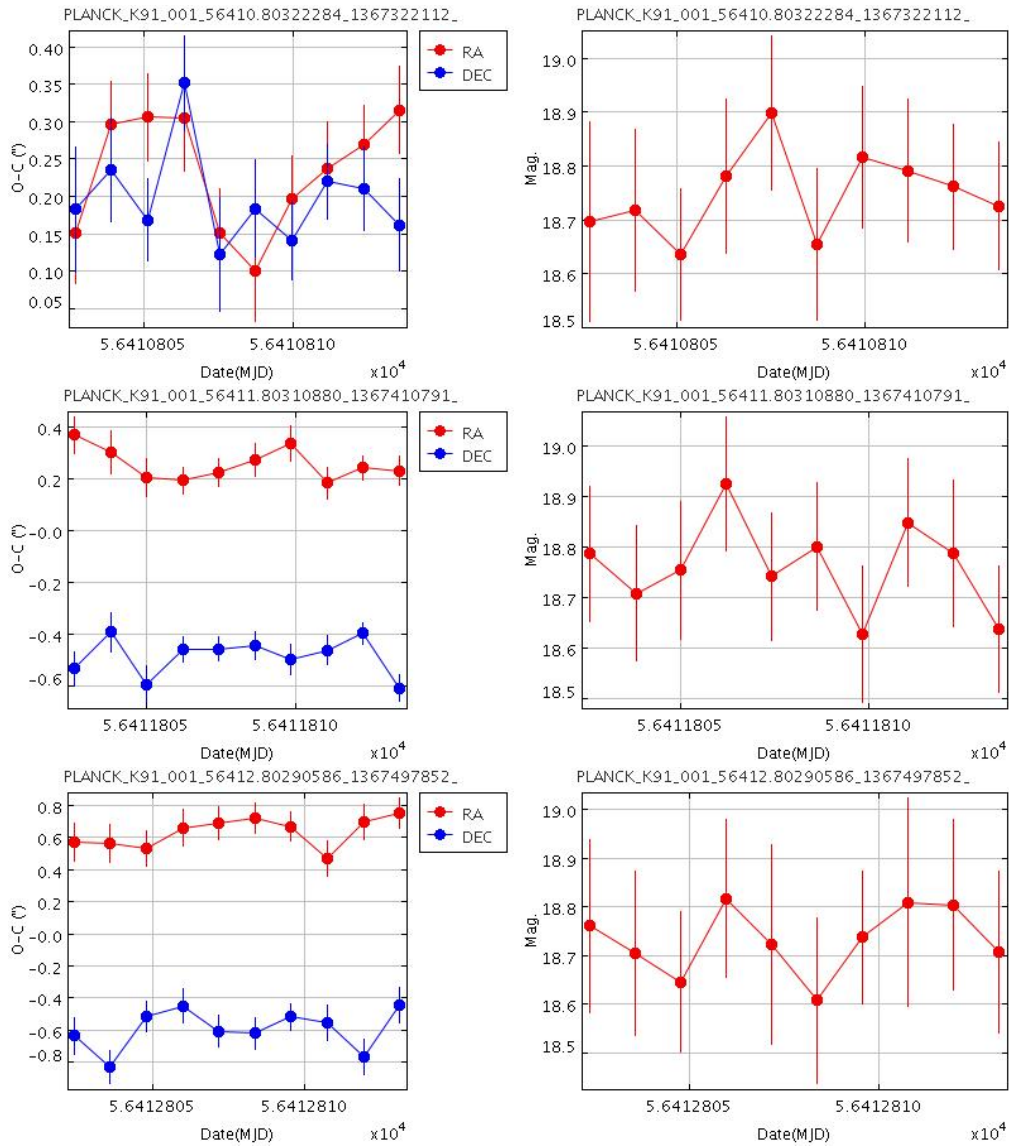 PLANCK_K91_001_56410.80322284_1367322112_
O-C (")
0.40
0.35
0.30
0.25
0.20
0.15
0.10
0.05
RA
DEC
5.6410805
5.6410810
Date(MJD)
x10^4
PLANCK_K91_001_56410.80322284_1367322112_
Mag.
19.0
18.9
18.8
18.7
18.6
18.5
5.6410805
5.6410810
Date(MJD)
x10^4
PLANCK_K91_001_56411.80310880_1367410791_
O-C (")
0.4
0.2
-0.0
-0.2
-0.4
-0.6
RA
DEC
5.6411805
5.6411810
Date(MJD)
x10^4
PLANCK_K91_001_56411.80310880_1367410791_
Mag.
19.0
18.9
18.8
18.7
18.6
18.5
5.6411805
5.6411810
Date(MJD)
x10^4
PLANCK_K91_001_56412.80290586_1367497852_
O-C (")
0.8
0.6
0.4
0.2
-0.0
-0.2
-0.4
-0.6
-0.8
RA
DEC
5.6412805
5.6412810
Date(MJD)
x10^4
PLANCK_K91_001_56412.80290586_1367497852_
Mag.
19.0
18.9
18.8
18.7
18.6
18.5
5.6412805
5.6412810
Date(MJD)
x10^4